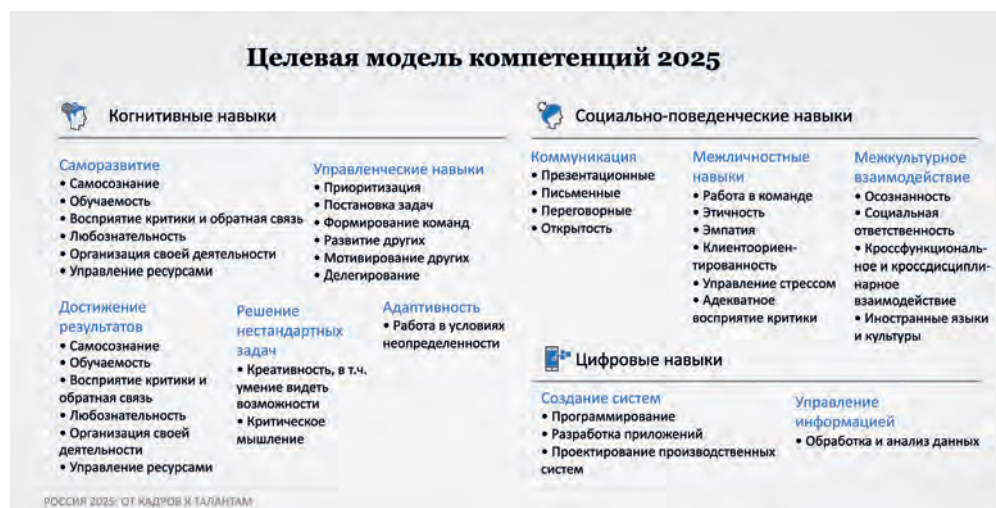 Целевая модель компетенций 2025
Когнитивные навыки
Саморазвитие
• Самосознание
• Обучаемость
• Восприятие критики и обратная связь
• Любознательность
• Организация своей деятельности
• Управление ресурсами
Управленческие навыки
• Приоритизация
• Постановка задач
• Формирование команд
• Развитие других
• Мотивирование других
• Делегирование
Достижение
результатов
• Самосознание
• Обучаемость
• Восприятие критики и
обратная связь
• Любознательность
• Организация своей
деятельности
• Управление ресурсами
Решение
нестандартных
задач
• Креативность, в т.ч.
умение видеть
возможности
• Критическое
мышление
Адаптивность
• Работа в условиях
неопределенности
Социально-поведенческие навыки
Коммуникация
• Презентационные
• Письменные
• Переговорные
• Открытость
Межличностные
навыки
• Работа в команде
• Этичность
• Эмпатия
• Клиентоориен-
тированность
• Управление стрессом
• Адекватное
восприятие критики
Межкультурное
взаимодействие
• Осознанность
• Социальная
ответственность
• Кроссфункциональ-
ное и кроссдисципли-
нарное
взаимодействие
• Иностранные языки
и культуры
Цифровые навыки
Создание систем
• Программирование
• Разработка приложений
• Проектирование производственных
систем
Управление
информацией
• Обработка и анализ данных
РОССИЯ 2025: ОТ КАДРОВ К ТАЛАНТАМ